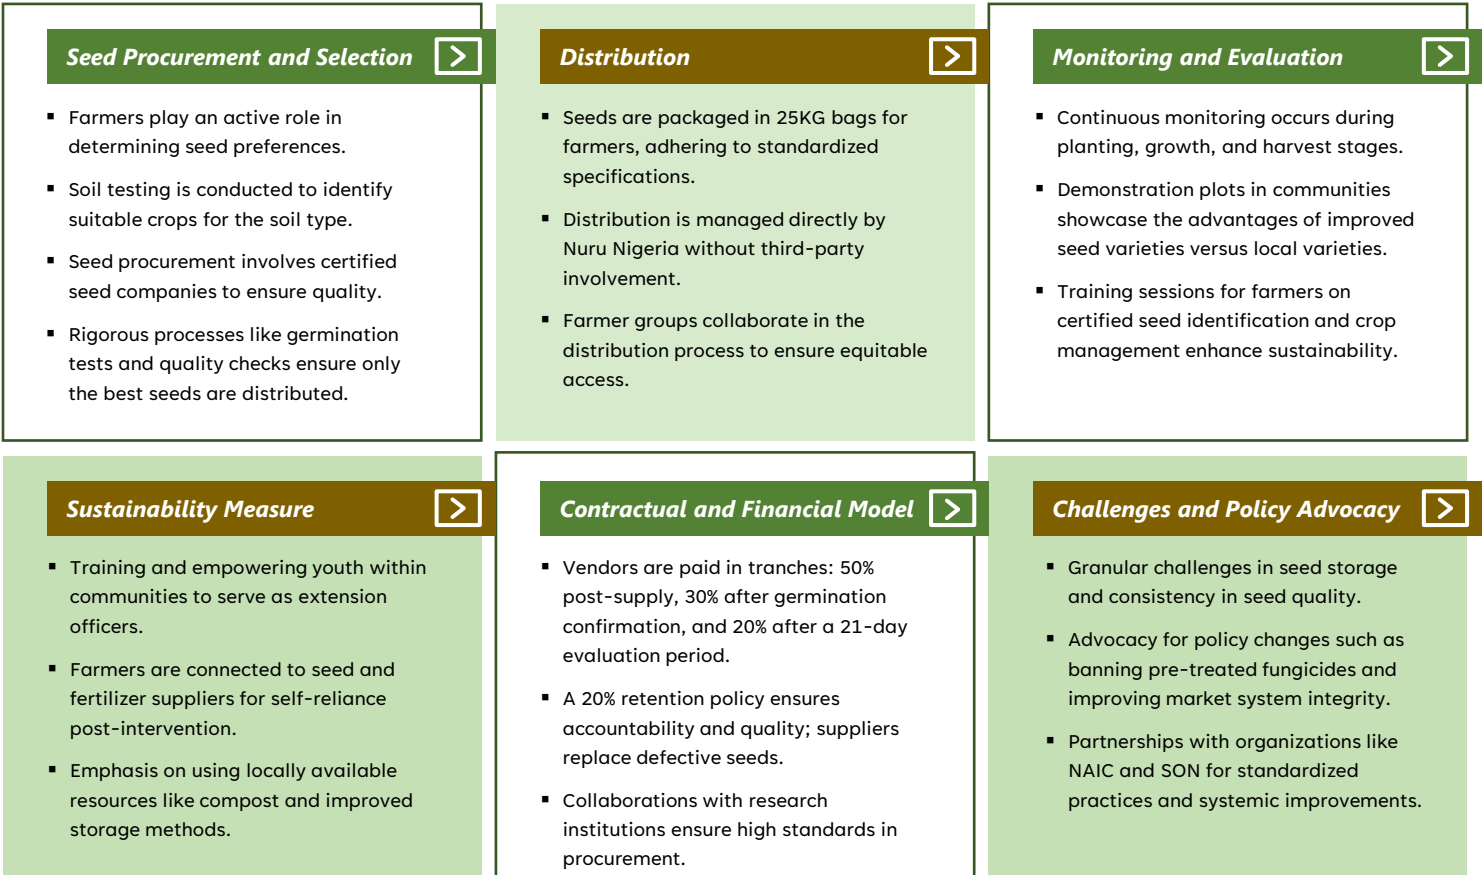 Seed Procurement and Selection
▪ Farmers play an active role in
determining seed preferences.
▪ Soil testing is conducted to identify
suitable crops for the soil type.
▪ Seed procurement involves certified
seed companies to ensure quality.
▪ Rigorous processes like germination
tests and quality checks ensure only
the best seeds are distributed.
Distribution
▪ Seeds are packaged in 25KG bags for
farmers, adhering to standardized
specifications.
▪ Distribution is managed directly by
Nuru Nigeria without third-party
involvement.
▪ Farmer groups collaborate in the
distribution process to ensure equitable
access.
Monitoring and Evaluation
▪ Continuous monitoring occurs during
planting, growth, and harvest stages.
▪ Demonstration plots in communities
showcase the advantages of improved
seed varieties versus local varieties.
▪ Training sessions for farmers on
certified seed identification and crop
management enhance sustainability.
Sustainability Measure
▪ Training and empowering youth within
communities to serve as extension
officers.
▪ Farmers are connected to seed and
fertilizer suppliers for self-reliance
post-intervention.
▪ Emphasis on using locally available
resources like compost and improved
storage methods.
Contractual and Financial Model
▪ Vendors are paid in tranches: 50%
post-supply, 30% after germination
confirmation, and 20% after a 21-day
evaluation period.
▪ A 20% retention policy ensures
accountability and quality; suppliers
replace defective seeds.
▪ Collaborations with research
institutions ensure high standards in
procurement.
Challenges and Policy Advocacy
▪ Granular challenges in seed storage
and consistency in seed quality.
▪ Advocacy for policy changes such as
banning pre-treated fungicides and
improving market system integrity.
▪ Partnerships with organizations like
NAIC and SON for standardized
practices and systemic improvements.